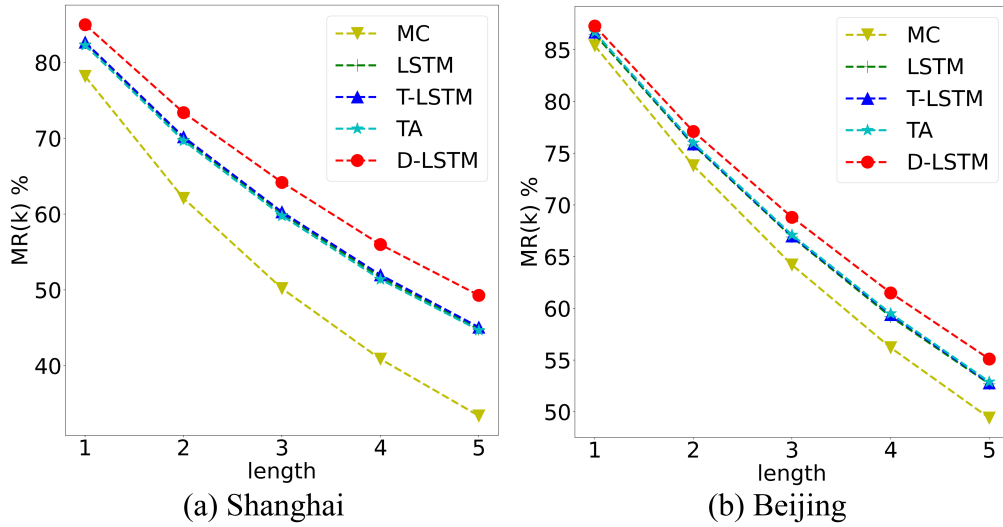 MC
LSTM
T-LSTM
TA
D-LSTM
80
70
60
50
40
MR(k) %
1 2 3 4 5
length
(a) Shanghai
MC
LSTM
T-LSTM
TA
D-LSTM
85
80
75
70
65
60
55
50
MR(k) %
1 2 3 4 5
length
(b) Beijing